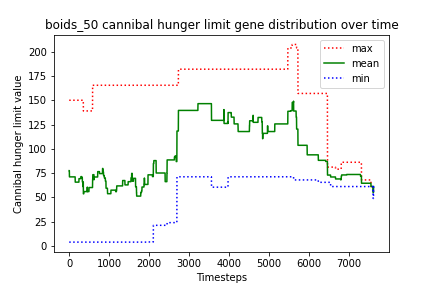 boids_50 cannibal hunger limit gene distribution over time
max
mean
min
Cannibal hunger limit value
200
175
150
125
100
75
50
25
0
0 1000 2000 3000 4000 5000 6000 7000
Timesteps